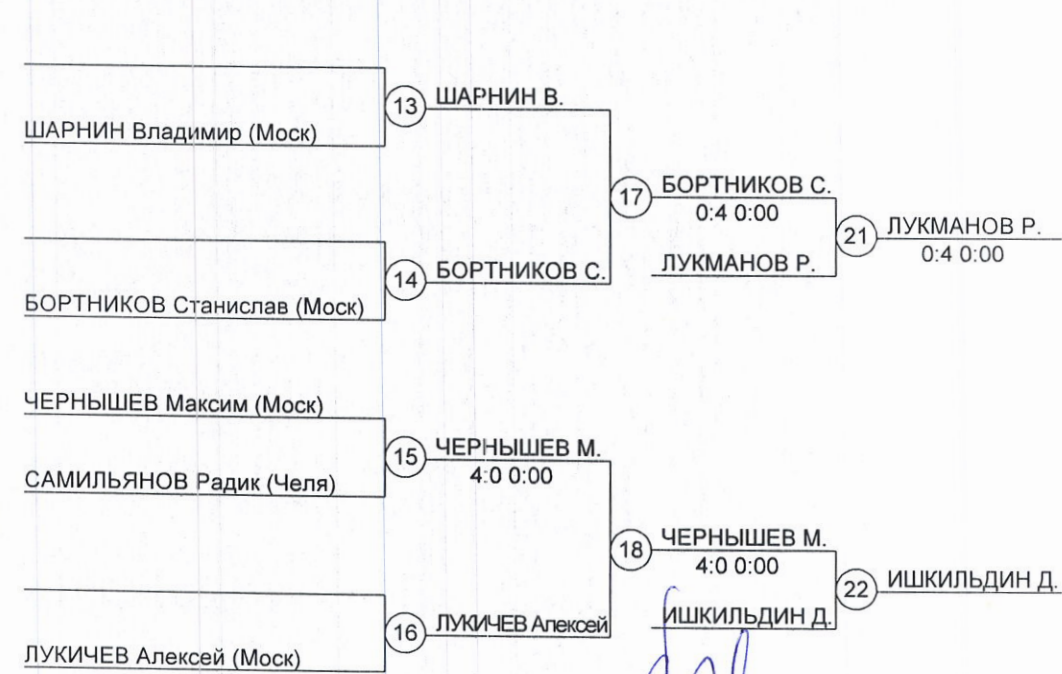 13 ШАРНИН В.
ШАРНИН Владимир (Моск)
17 БОРТНИКОВ С.
0:4 0:00
21 ЛУКМАНОВ Р.
0:4 0:00
ЛУКМАНОВ Р.
14 БОРТНИКОВ С.
БОРТНИКОВ Станислав (Моск)
ЧЕРНЫШЕВ Максим (Моск)
15 ЧЕРНЫШЕВ М.
4:0 0:00
САМИЛЬЯНОВ Радик (Челя)
18 ЧЕРНЫШЕВ М.
4:0 0:00
22 ИШКИЛЬДИН Д.
ИШКИЛЬДИН Д.
16 ЛУКИЧЕВ Алексей
ЛУКИЧЕВ Алексей (Моск)